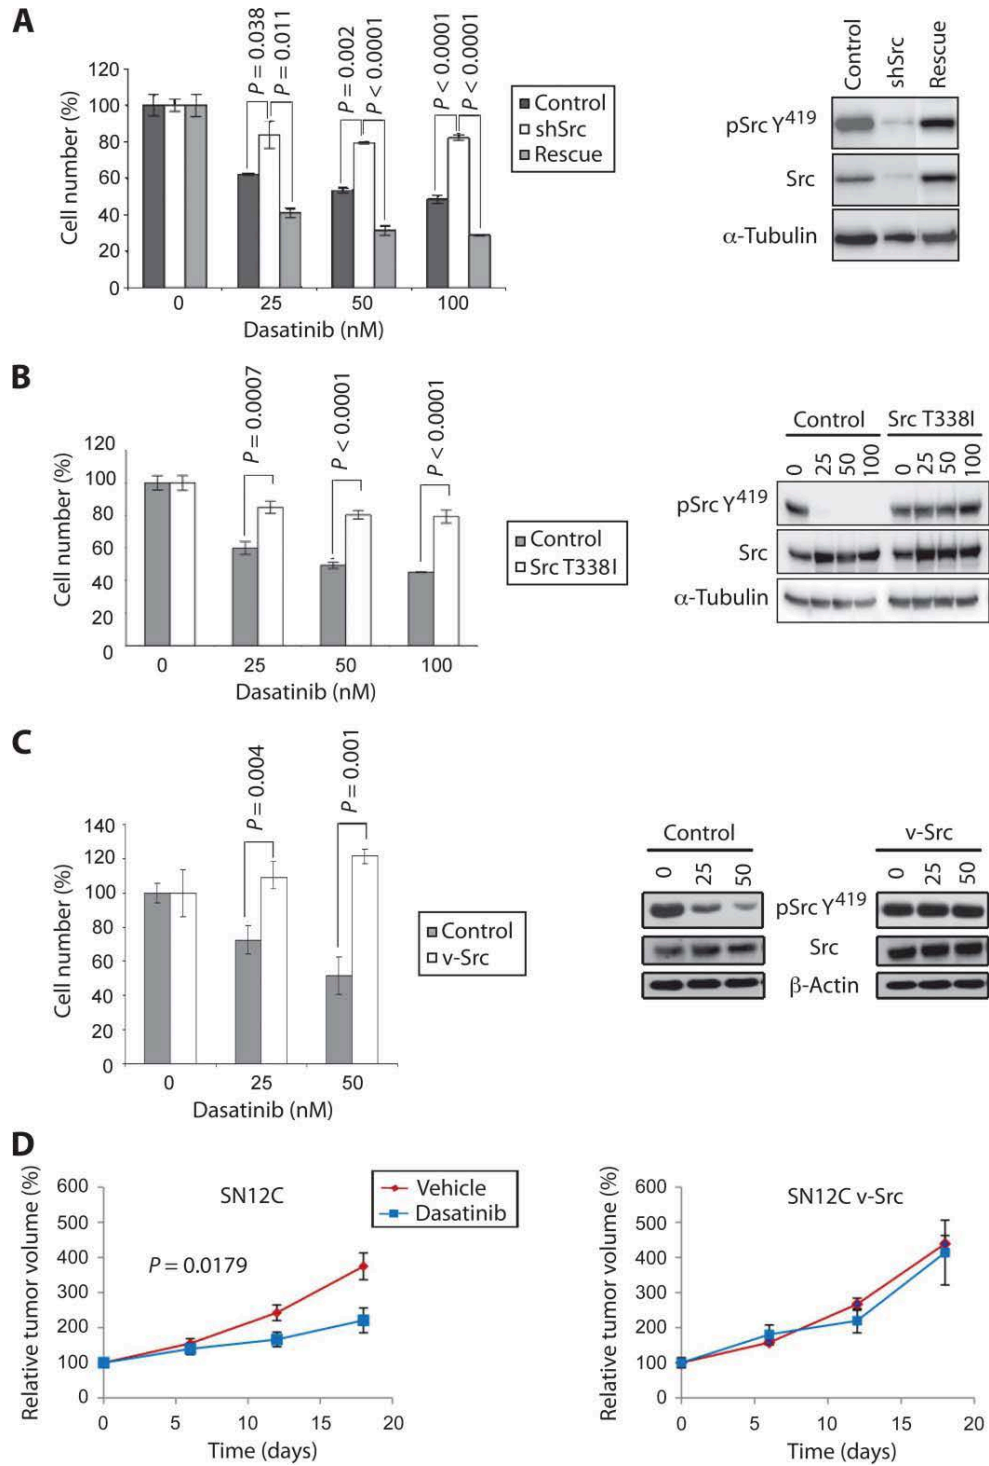 A
P = 0.038
P = 0.011
P = 0.002
P < 0.0001
P < 0.0001
P < 0.0001
Cell number (%)
120
100
80
60
40
20
0
0 25 50 100
Dasatinib (nM)
Control
shSrc
Rescue
Control shSrc Rescue
pSrc Y419
Src
α-Tubulin
B
P = 0.0007
P < 0.0001
P < 0.0001
Cell number (%)
120
100
80
60
40
20
0
0 25 50 100
Dasatinib (nM)
Control
Src T338I
Control Src T338I
0 25 50 100 0 25 50 100
pSrc Y419
Src
α-Tubulin
C
P = 0.004
P = 0.001
Cell number (%)
140
120
100
80
60
40
20
0
0 25 50
Dasatinib (nM)
Control
v-Src
Control v-Src
0 25 50 0 25 50
pSrc Y419
Src
β-Actin
D
Relative tumor volume (%)
600
500
400
300
200
100
0
SN12C
P = 0.0179
Vehicle
Dasatinib
0 5 10 15 20
Time (days)
Relative tumor volume (%)
600
500
400
300
200
100
0
SN12C v-Src
0 5 10 15 20
Time (days)